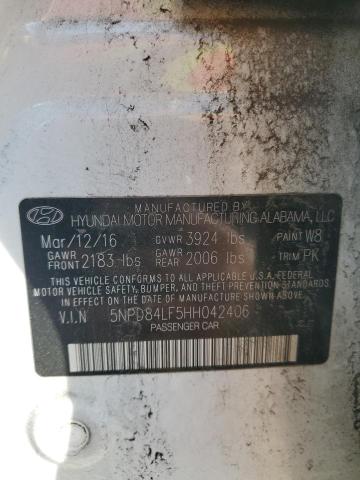 MANUFACTURED BY
HYUNDAI MOTOR MANUFACTURING ALABAMA, LLC
Mar/12/16 GVWR 3924 lbs PAINT W8
GAWR FRONT 2183 lbs GAWR REAR 2006 lbs TRIM PK
THIS VEHICLE CONFORMS TO ALL APPLICABLE U.S. FEDERAL
MOTOR VEHICLE SAFETY, BUMPER, AND THEFT PREVENTION
STANDARDS IN EFFECT ON THE DATE OF MANUFACTURE SHOWN ABOVE.
V.I.N 5NPD84LF5HH042406
PASSENGER CAR